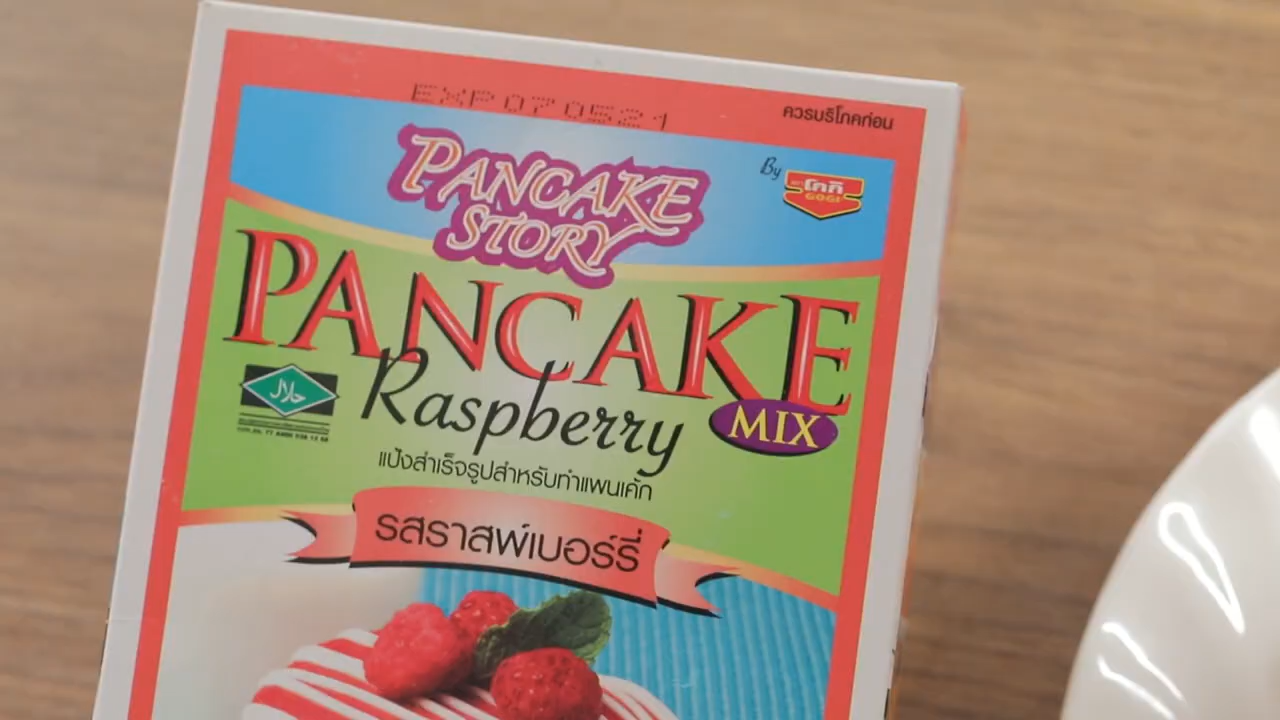 EXP070521
ควรบริโภคก่อน
PANCAKE
STORY
By
โกกิ
GOGI
PANCAKE
Raspberry
MIX
حلال
แป้งสำเร็จรูปสำหรับทำแพนเค้ก
รสราสพ์เบอร์รี่